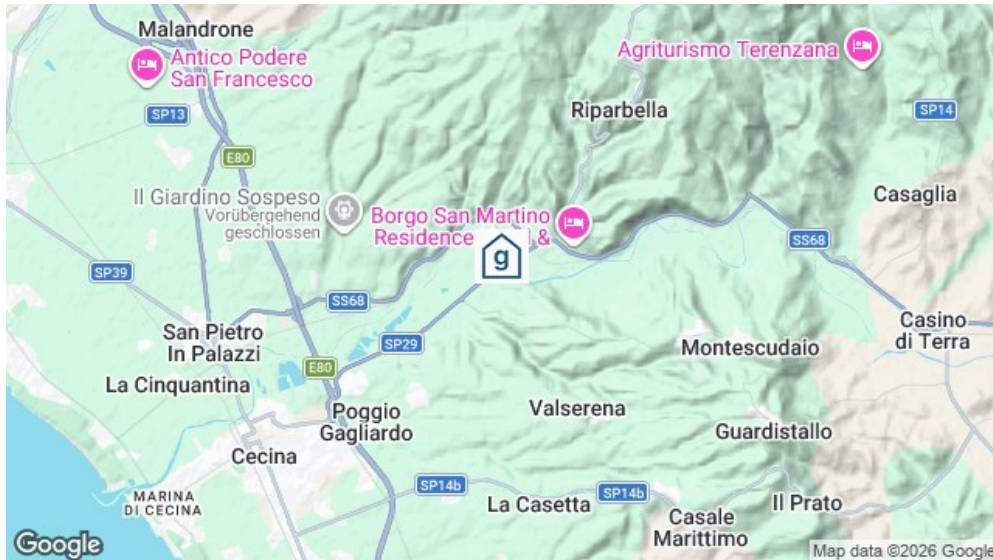 Malandrone
Antico Podere
San Francesco
Agriturismo Terenzana
Riparbella
SP14
SP13
E80
Casaglia
Il Giardino Sospeso
Vorübergehend
geschlossen
Borgo San Martino
Residence &
g
SS68
SP39
SS68
San Pietro
In Palazzi
SP29
Casino
di Terra
Montescudaio
E80
La Cinquantina
Poggio
Gagliardo
Valserena
Guardistallo
Cecina
SP14b
SP14b
MARINA
DI CECINA
La Casetta
Il Prato
Casale
Marittimo
Google
Map data ©2026 Google